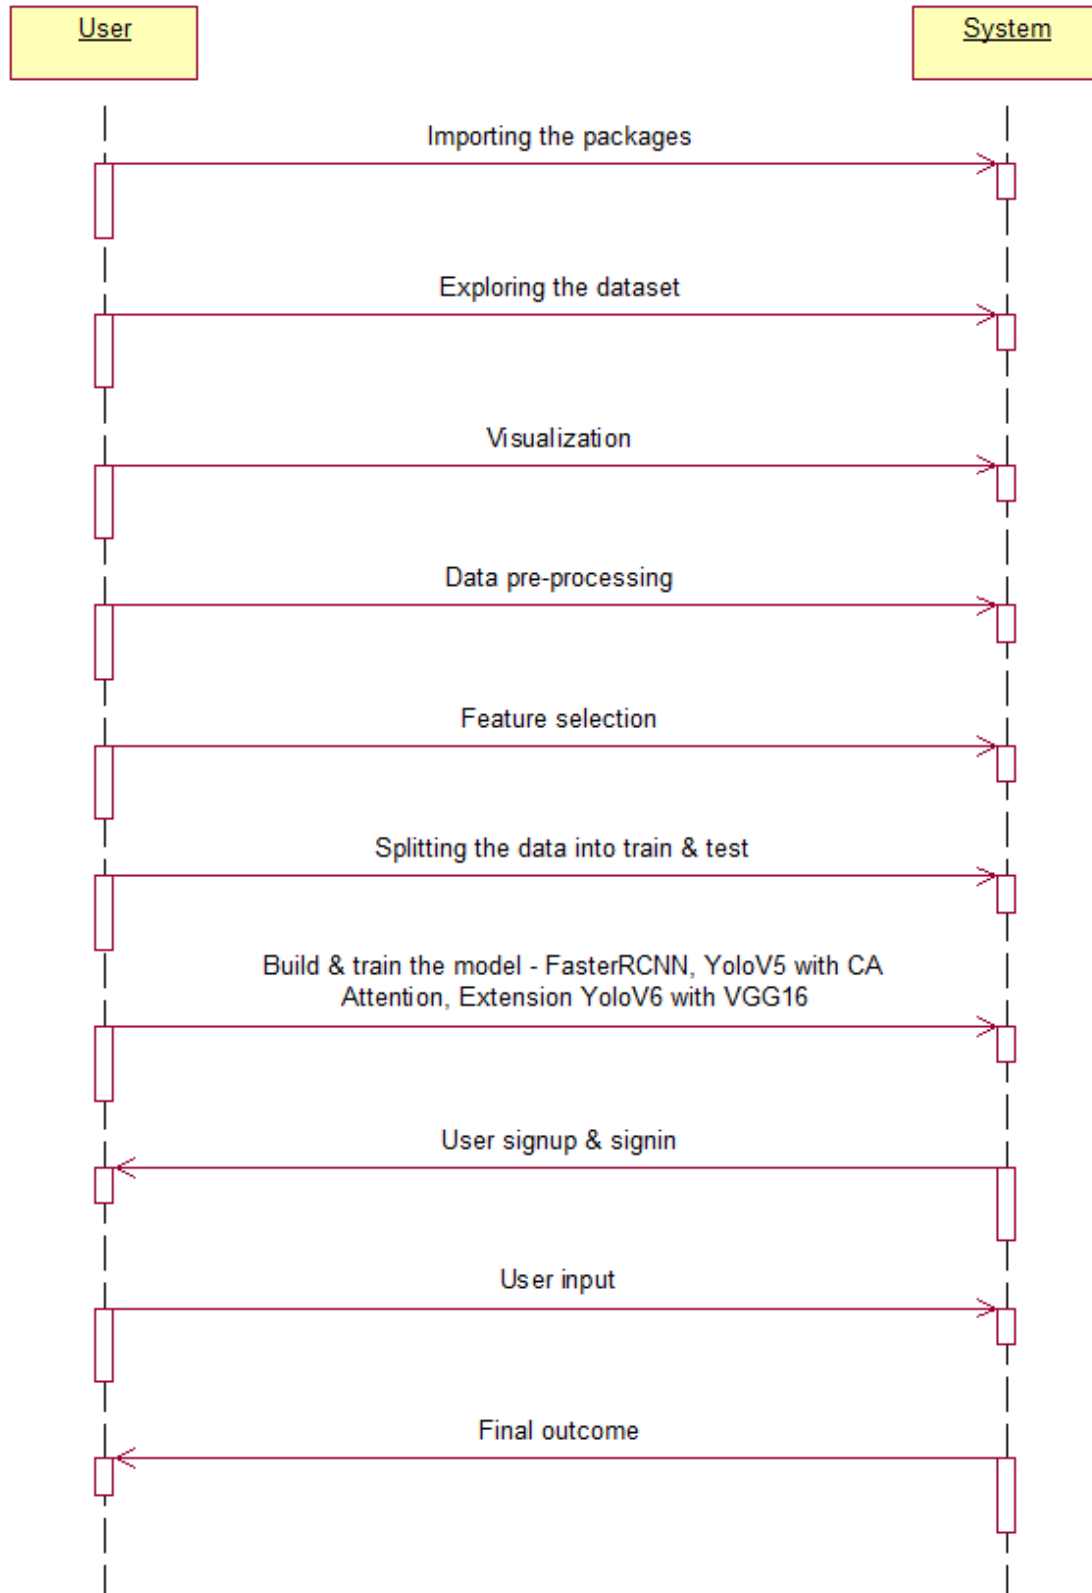 User
System
Importing the packages
Exploring the dataset
Visualization
Data pre-processing
Feature selection
Splitting the data into train & test
Build & train the model - FasterRCNN, YoloV5 with CA
Attention, Extension YoloV6 with VGG16
User signup & signin
User input
Final outcome